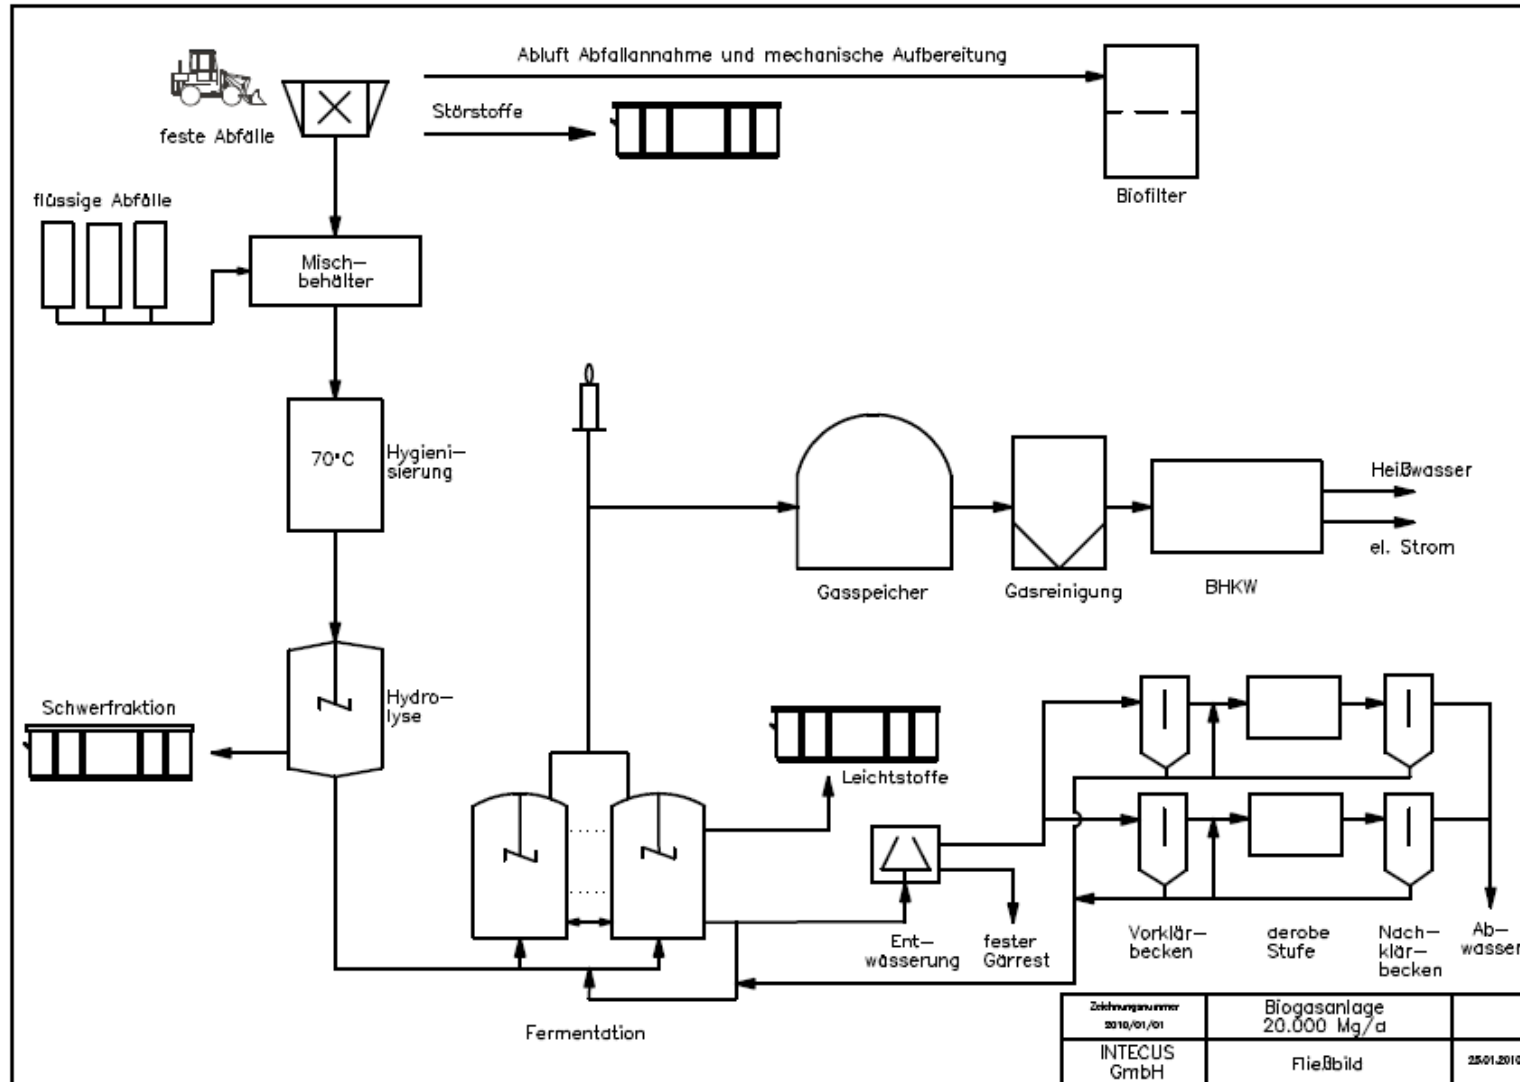 Abluft Abfallannahme und mechanische Aufbereitung
Störstoffe
feste Abfälle
Biofilter
flüssige Abfälle
Misch–
behälter
70°C
Hygieni–
sierung
Heißwasser
el. Strom
Gasspeicher
Gasreinigung
BHKW
Schwerfraktion
Hydro–
lyse
Leichtstoffe
Ent–
wässerung
fester
Gärrest
Vorklär–
becken
aerobe
Stufe
Nach–
klär–
becken
Ab–
wasser
Fermentation
Zeichnungsnummer
2010/01/01
Biogasanlage
20.000 Mg/a
INTECUS
GmbH
Fließbild
25.01.2010